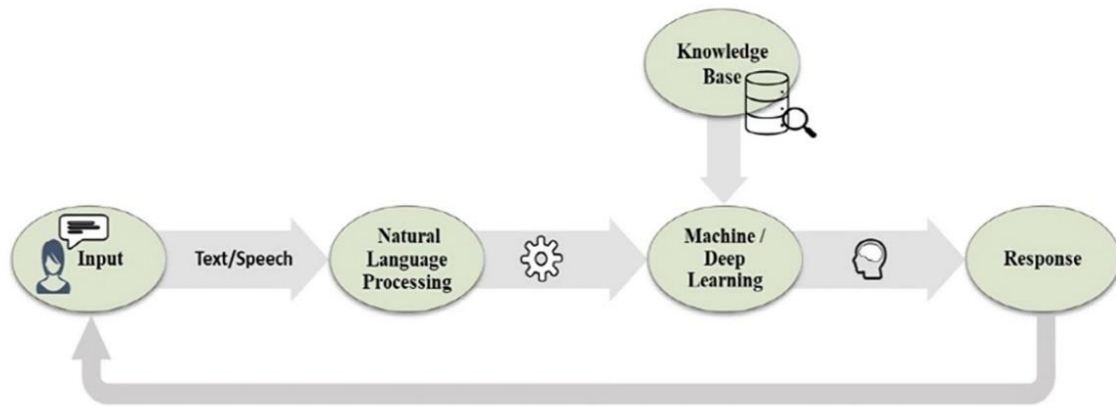 Knowledge
Base
Input
Text/Speech
Natural
Language
Processing
Machine /
Deep
Learning
Response